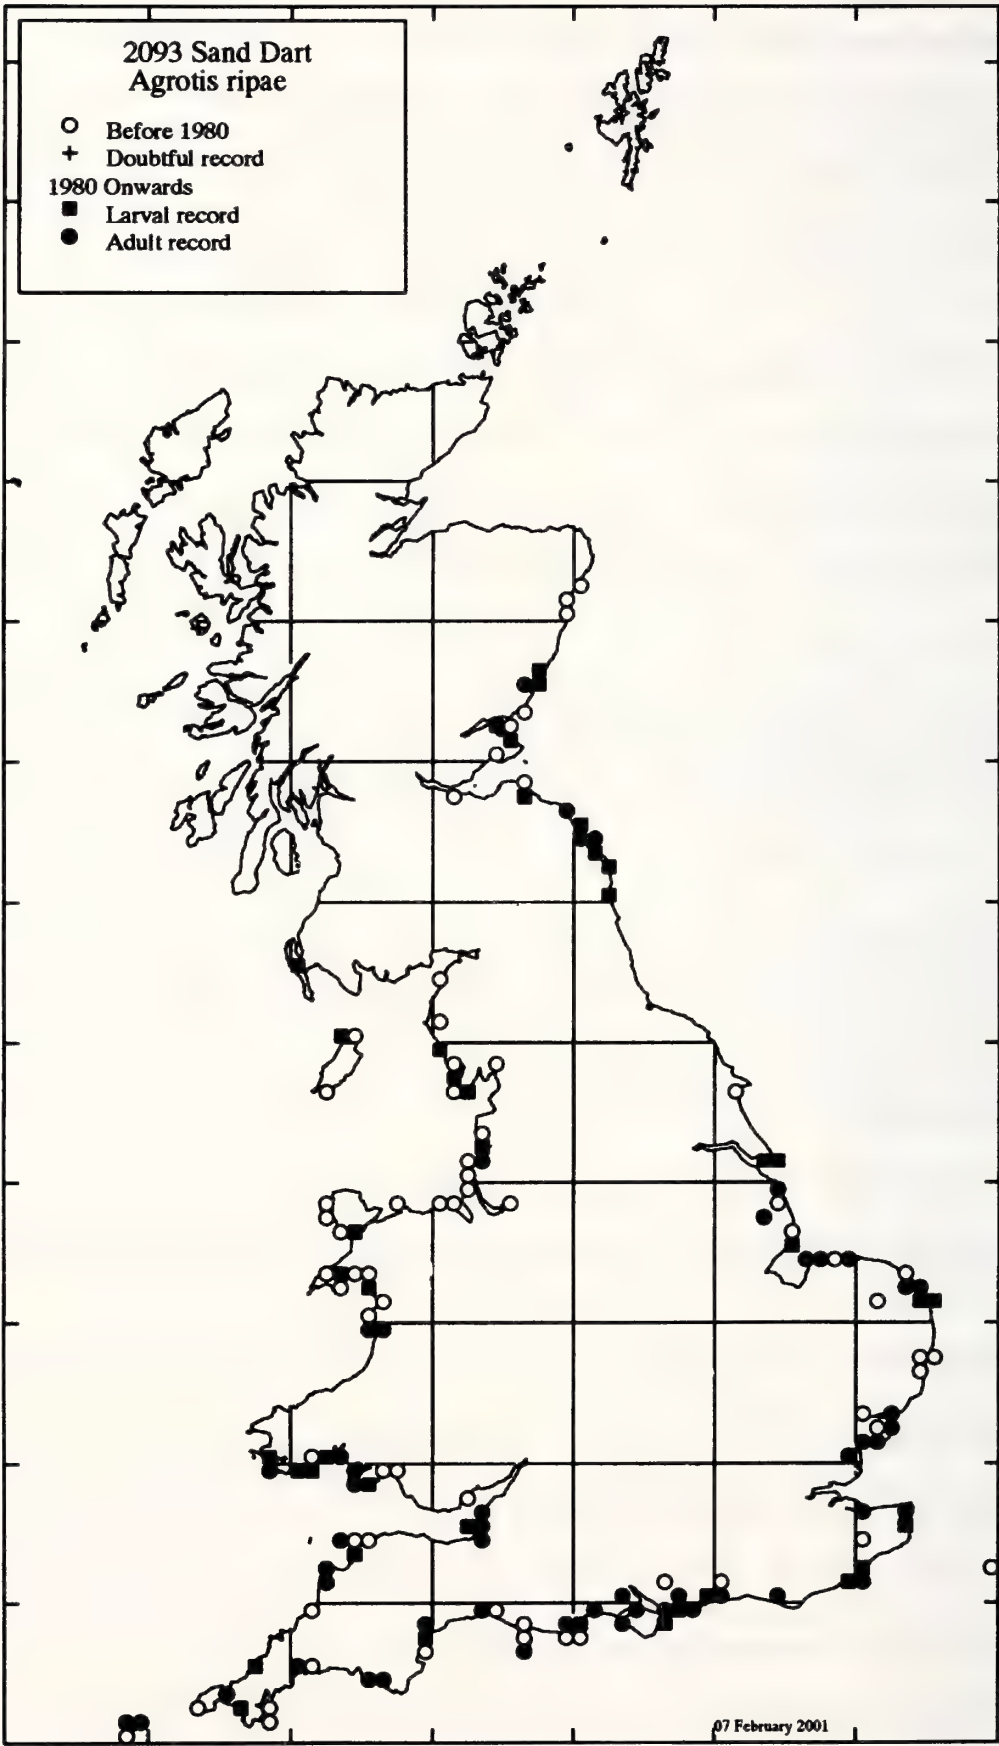 2093 Sand Dart
Agrotis ripae
Before 1980
Doubtful record
1980 Onwards
Larval record
Adult record
07 February 2001